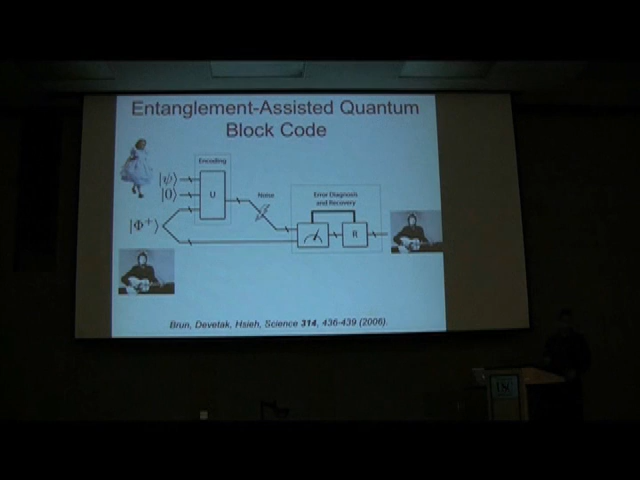 Entanglement-Assisted Quantum
Block Code
Encoding
|ψ⟩
|0⟩
U
Noise
Error Diagnosis
and Recovery
|Φ⁺⟩
R
Brun, Devetak, Hsieh, Science 314, 436-439 (2006).